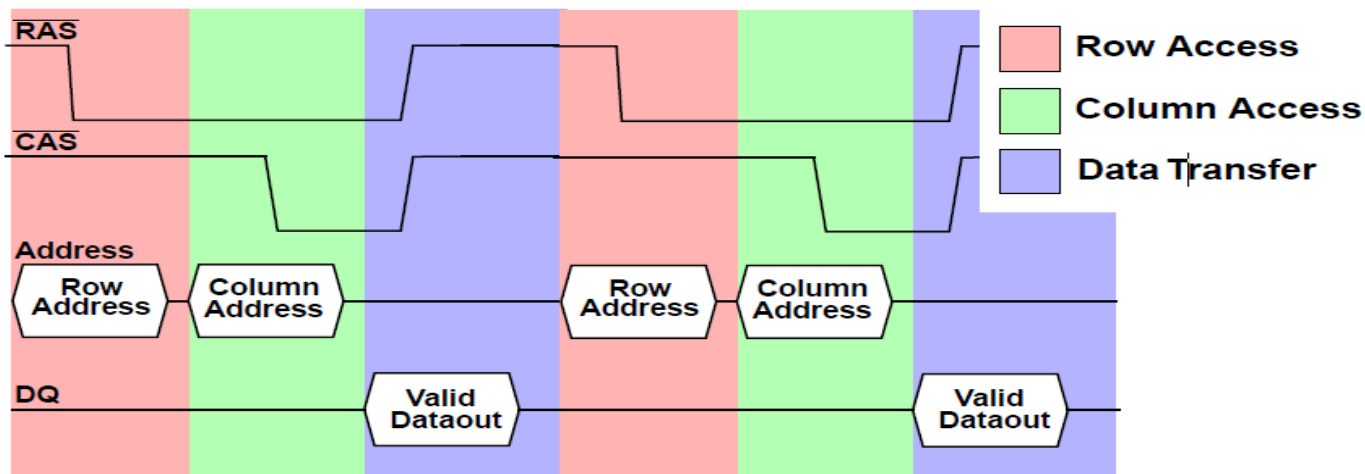 RAS
CAS
Address
Row
Address
Column
Address
Row
Address
Column
Address
DQ
Valid
Dataout
Valid
Dataout
Row Access
Column Access
Data Transfer